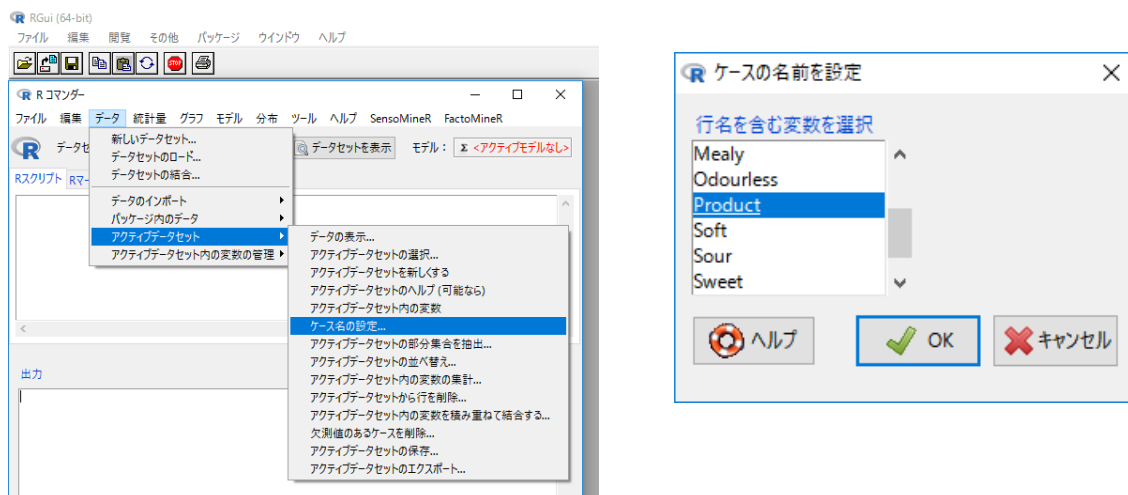 RGui (64-bit)
ファイル 編集 閲覧 その他 パッケージ ウインドウ ヘルプ
STOP
R コマンダー
ファイル 編集 データ 統計量 グラフ モデル 分布 ツール ヘルプ SensoMineR FactoMineR
データセ
データセットを表示 モデル: Σ <アクティブモデルなし>
Rスクリプト Rマー
新しいデータセット...
データセットのロード...
データセットの結合...
データのインポート
パッケージ内のデータ
アクティブデータセット
アクティブデータセット内の変数の管理
データの表示...
アクティブデータセットの選択...
アクティブデータセットを新しくする
アクティブデータセットのヘルプ (可能なら)
アクティブデータセット内の変数
ケース名の設定...
アクティブデータセットの部分集合を抽出...
アクティブデータセットの並べ替え...
アクティブデータセット内の変数の集計...
アクティブデータセットから行を削除...
アクティブデータセット内の変数を積み重ねて結合する...
欠測値のあるケースを削除...
アクティブデータセットの保存...
アクティブデータセットのエクスポート...
出力
ケースの名前を設定
行名を含む変数を選択
Mealy
Odourless
Product
Soft
Sour
Sweet
ヘルプ OK キャンセル